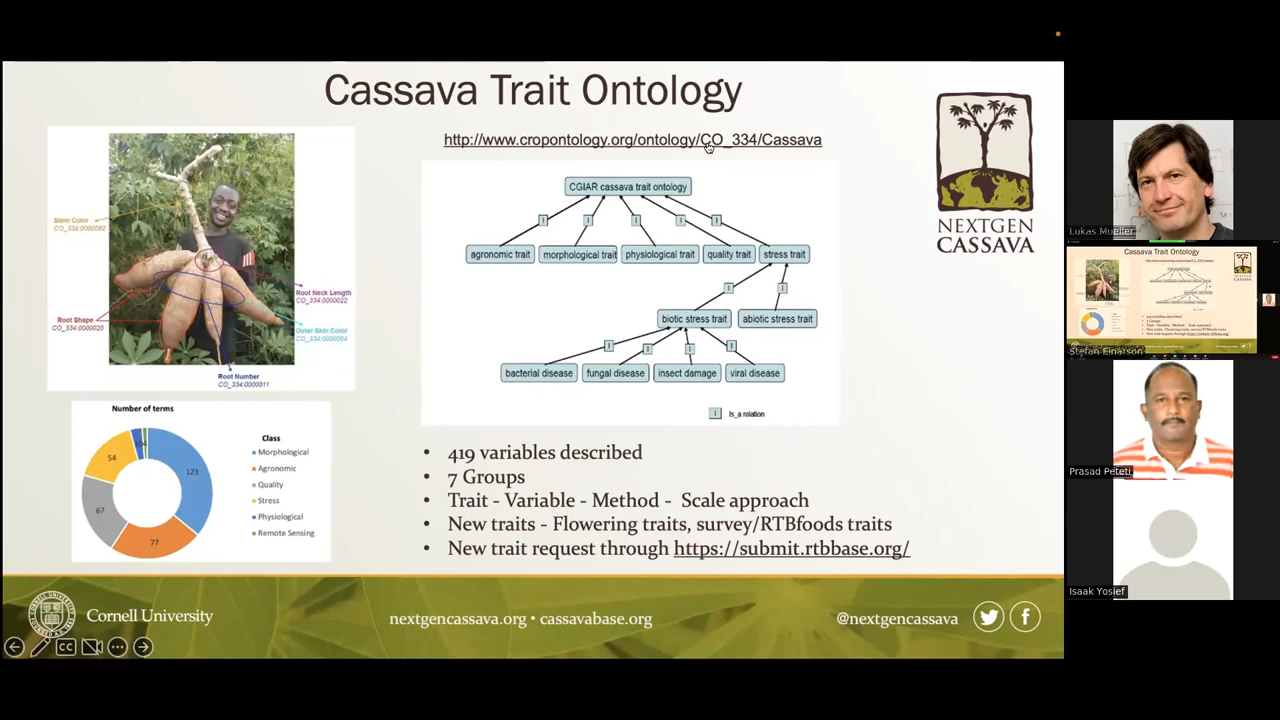 Cassava Trait Ontology
http://www.cropontology.org/ontology/CO_334/Cassava
Stem Color
CO_334:0000082
Root Neck Length
CO_334:0000022
Root Shape
CO_334:0000020
Outer Skin Color
CO_334:0000064
Root Number
CO_334:0000011
CGIAR cassava trait ontology
I I I I I
agronomic trait morphological trait physiological trait quality trait stress trait
I I
biotic stress trait abiotic stress trait
I I I I
bacterial disease fungal disease insect damage viral disease
I Is_a relation
NEXTGEN
CASSAVA
Number of terms
54
123
67
77
Class
Morphological
Agronomic
Quality
Stress
Physiological
Remote Sensing
• 419 variables described
• 7 Groups
• Trait - Variable - Method - Scale approach
• New traits - Flowering traits, survey/RTBfoods traits
• New trait request through https://submit.rtbbase.org/
Cornell University
nextgencassava.org • cassavabase.org
@nextgencassava
CC
Lukas Mueller
Cassava Trait Ontology
Stefan Einarson
Prasad Peteti
Isaak Yosief